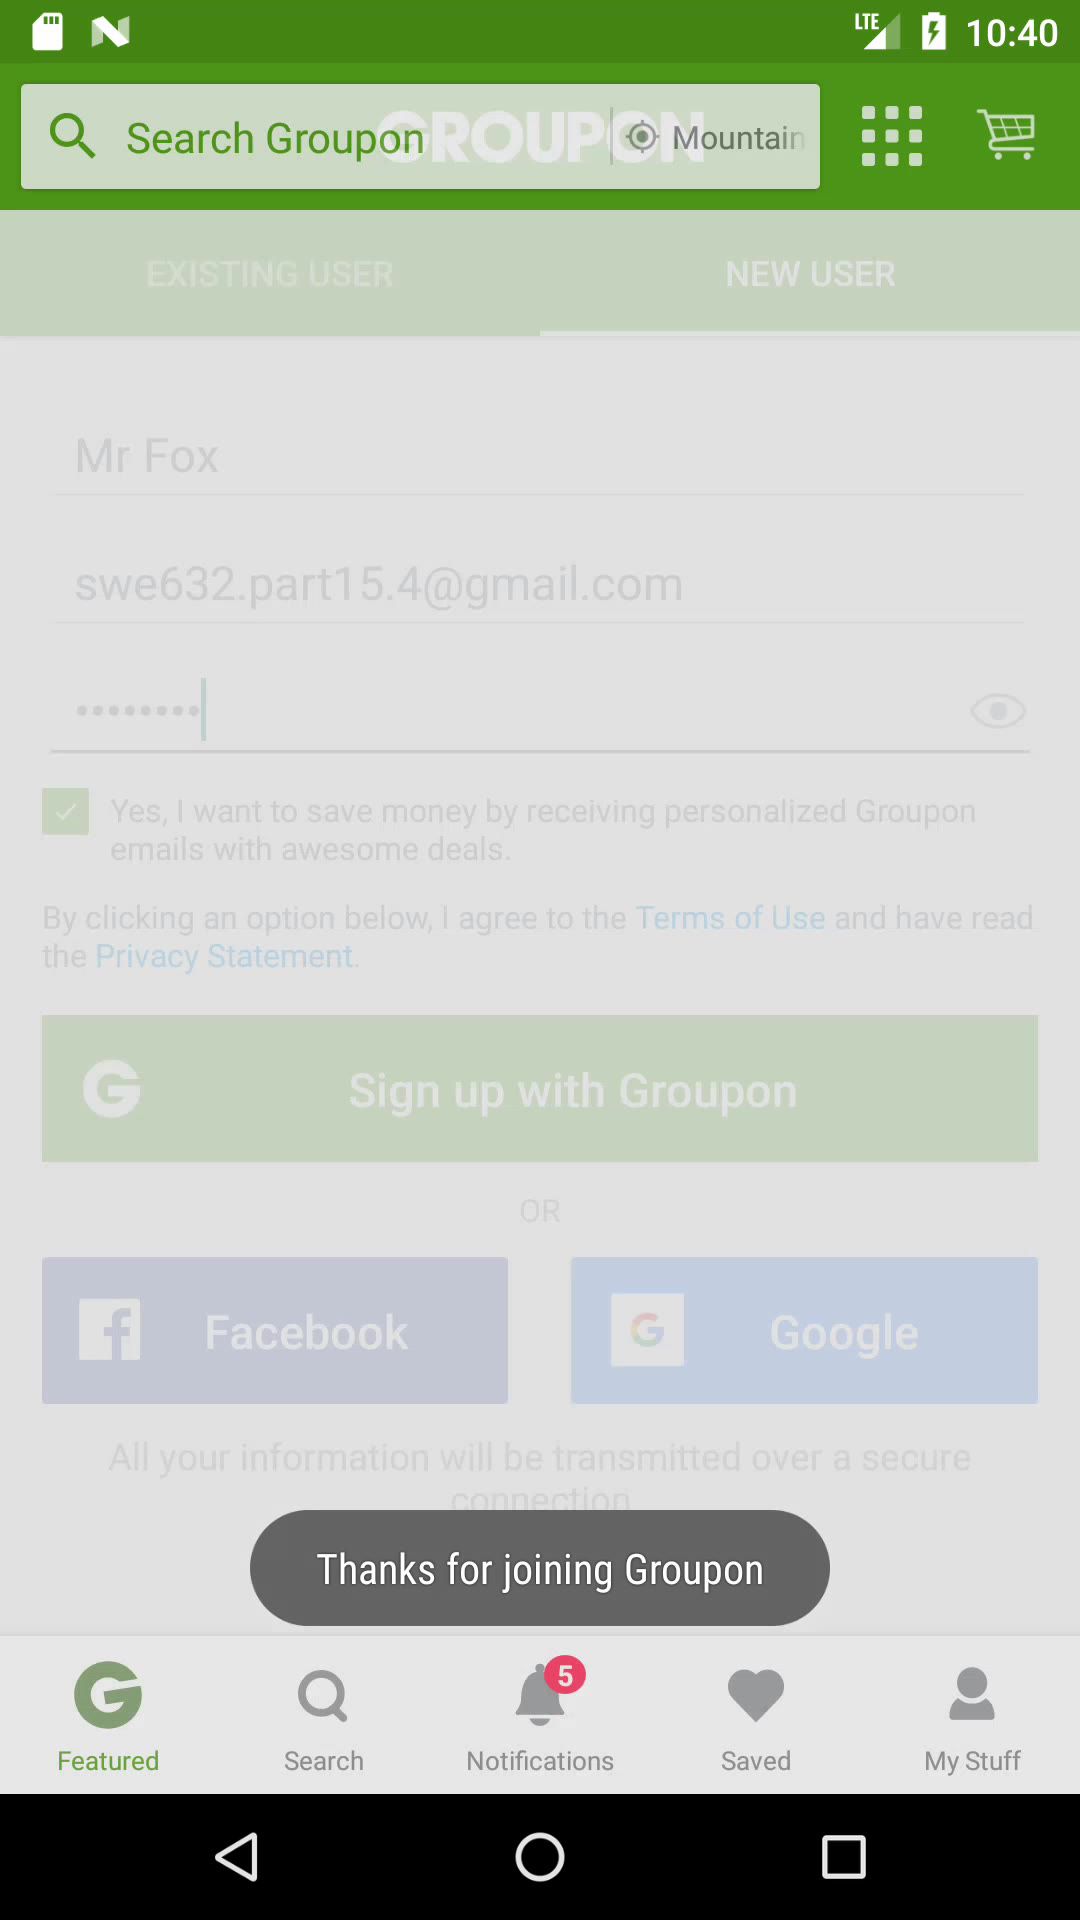 LTE 10:40
Search Groupon GROUPON Mountain
EXISTING USER NEW USER
Mr Fox
swe632.part15.4@gmail.com
••••••••
Yes, I want to save money by receiving personalized Groupon
emails with awesome deals.
By clicking an option below, I agree to the Terms of Use and have read
the Privacy Statement.
G Sign up with Groupon
OR
Facebook Google
All your information will be transmitted over a secure
connection
Thanks for joining Groupon
5
Featured Search Notifications Saved My Stuff